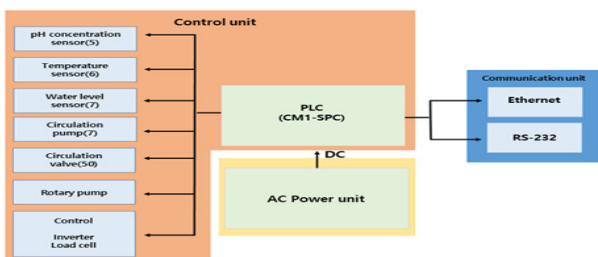 Control unit
pH concentration
sensor(5)
Temperature
sensor(6)
Water level
sensor(7)
Circulation
pump(7)
Circulation
valve(50)
Rotary pump
Control
Inverter
Load cell
PLC
(CM1-SPC)
DC
AC Power unit
Communication unit
Ethernet
RS-232